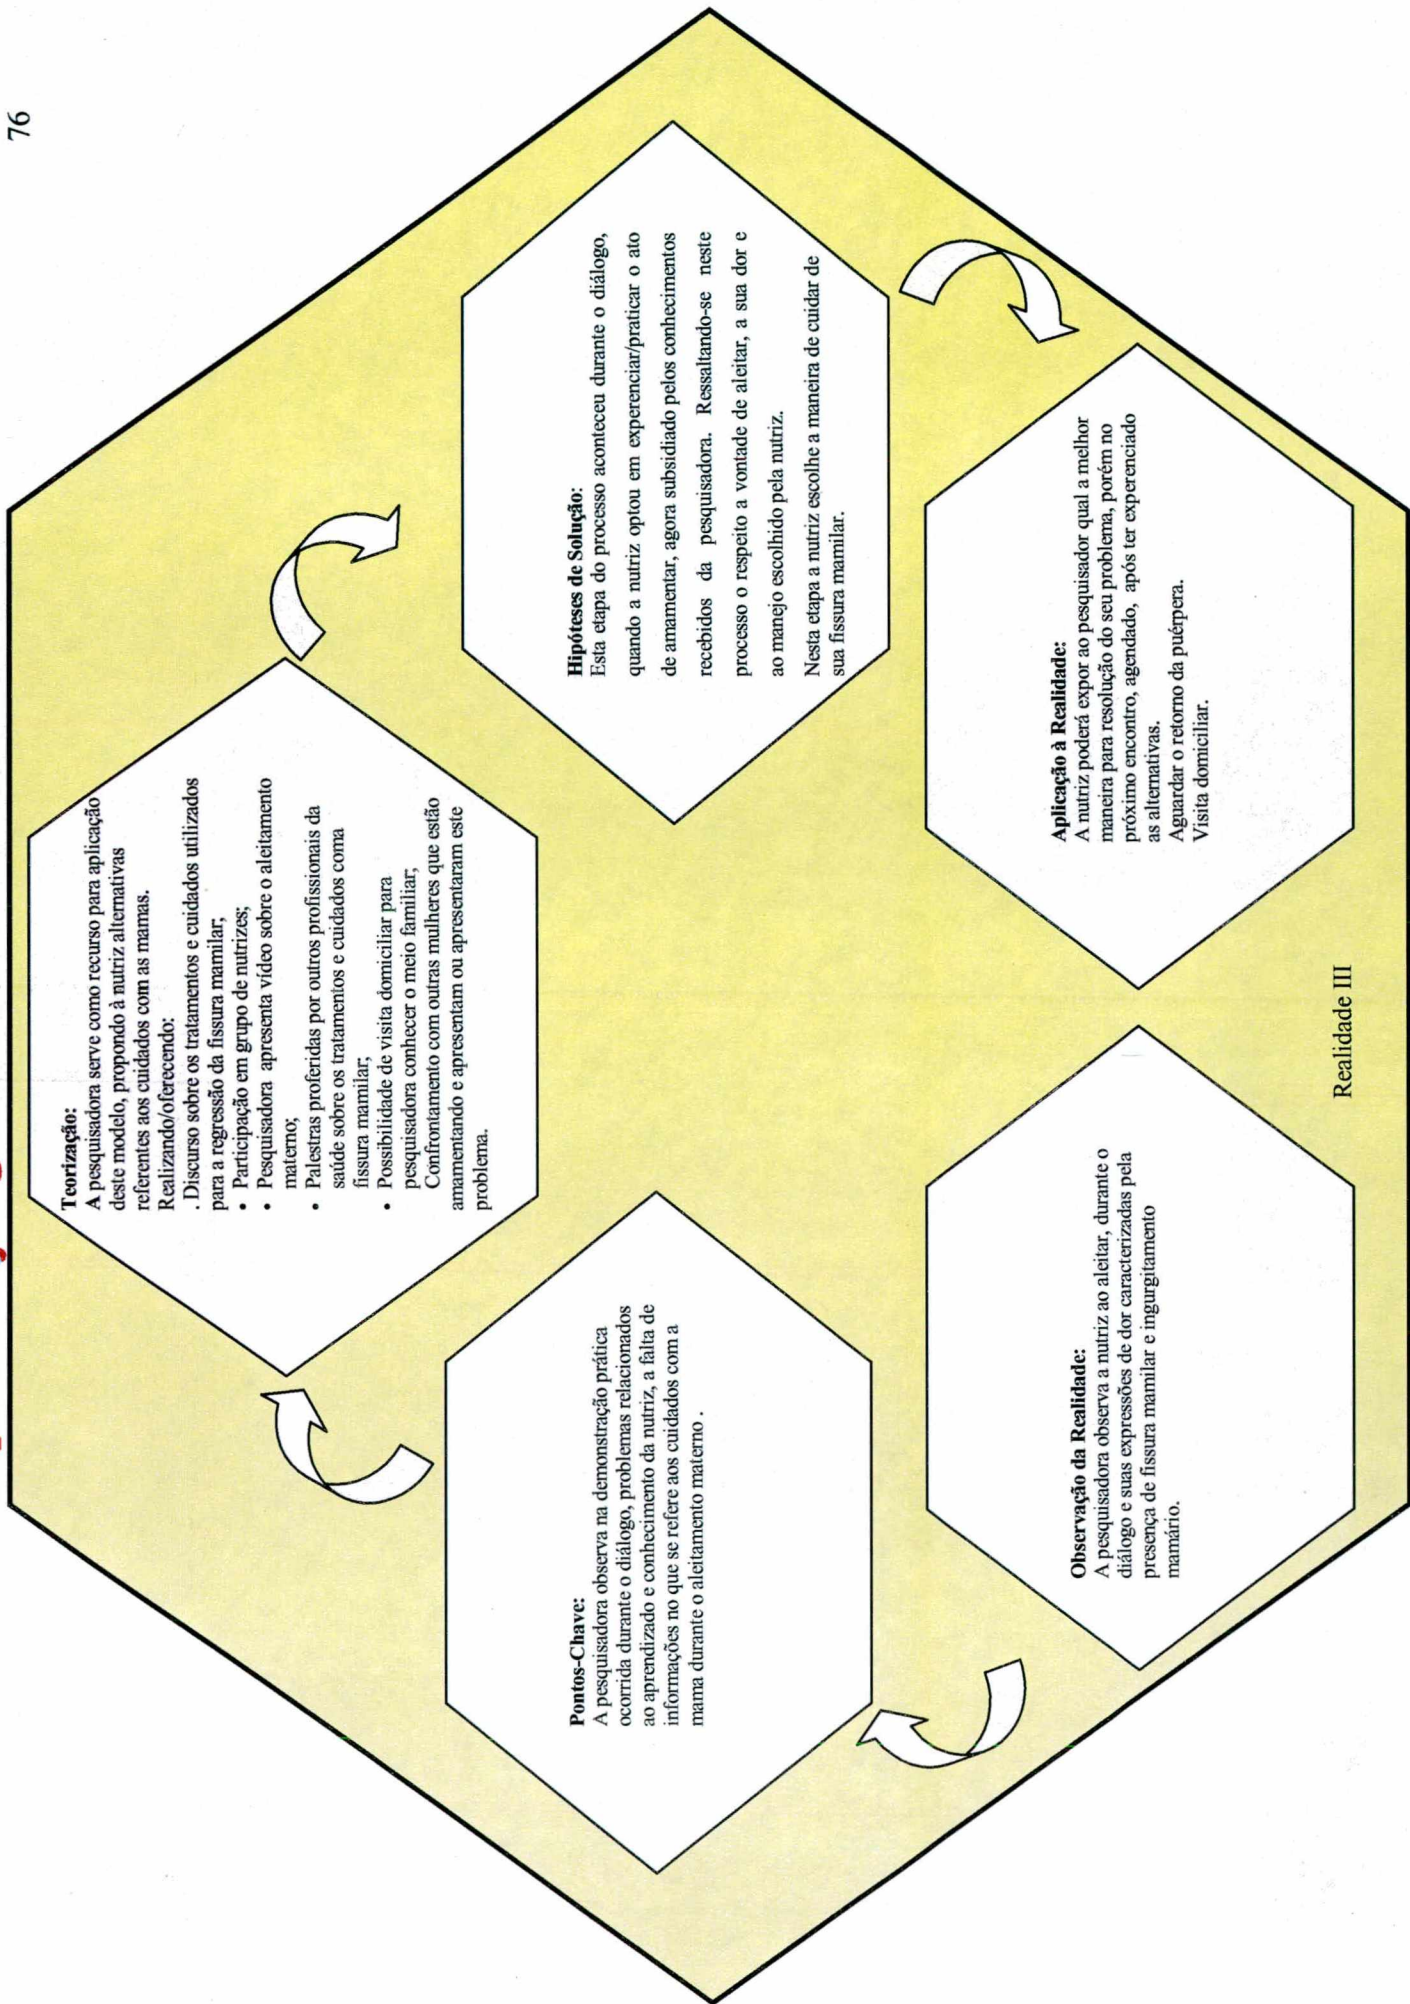 76
Teorização:
A pesquisadora serve como recurso para aplicação
deste modelo, propondo à nutriz alternativas
referentes aos cuidados com as mamas.
Realizando/oferecendo:
. Discurso sobre os tratamentos e cuidados utilizados
para a regressão da fissura mamilar;
• Participação em grupo de nutrizes;
• Pesquisadora apresenta vídeo sobre o aleitamento
materno;
• Palestras proferidas por outros profissionais da
saúde sobre os tratamentos e cuidados coma
fissura mamilar;
• Possibilidade de visita domiciliar para
pesquisadora conhecer o meio familiar;
Confrontamento com outras mulheres que estão
amamentando e apresentam ou apresentaram este
problema.
Pontos-Chave:
A pesquisadora observa na demonstração prática
ocorrida durante o diálogo, problemas relacionados
ao aprendizado e conhecimento da nutriz, a falta de
informações no que se refere aos cuidados com a
mama durante o aleitamento materno .
Hipóteses de Solução:
Esta etapa do processo aconteceu durante o diálogo,
quando a nutriz optou em experenciar/praticar o ato
de amamentar, agora subsidiado pelos conhecimentos
recebidos da pesquisadora. Ressaltando-se neste
processo o respeito a vontade de aleitar, a sua dor e
ao manejo escolhido pela nutriz.
Nesta etapa a nutriz escolhe a maneira de cuidar de
sua fissura mamilar.
Observação da Realidade:
A pesquisadora observa a nutriz ao aleitar, durante o
diálogo e suas expressões de dor caracterizadas pela
presença de fissura mamilar e ingurgitamento
mamário.
Aplicação à Realidade:
A nutriz poderá expor ao pesquisador qual a melhor
maneira para resolução do seu problema, porém no
próximo encontro, agendado, após ter experenciado
as alternativas.
Aguardar o retorno da puérpera.
Visita domiciliar.
Realidade III